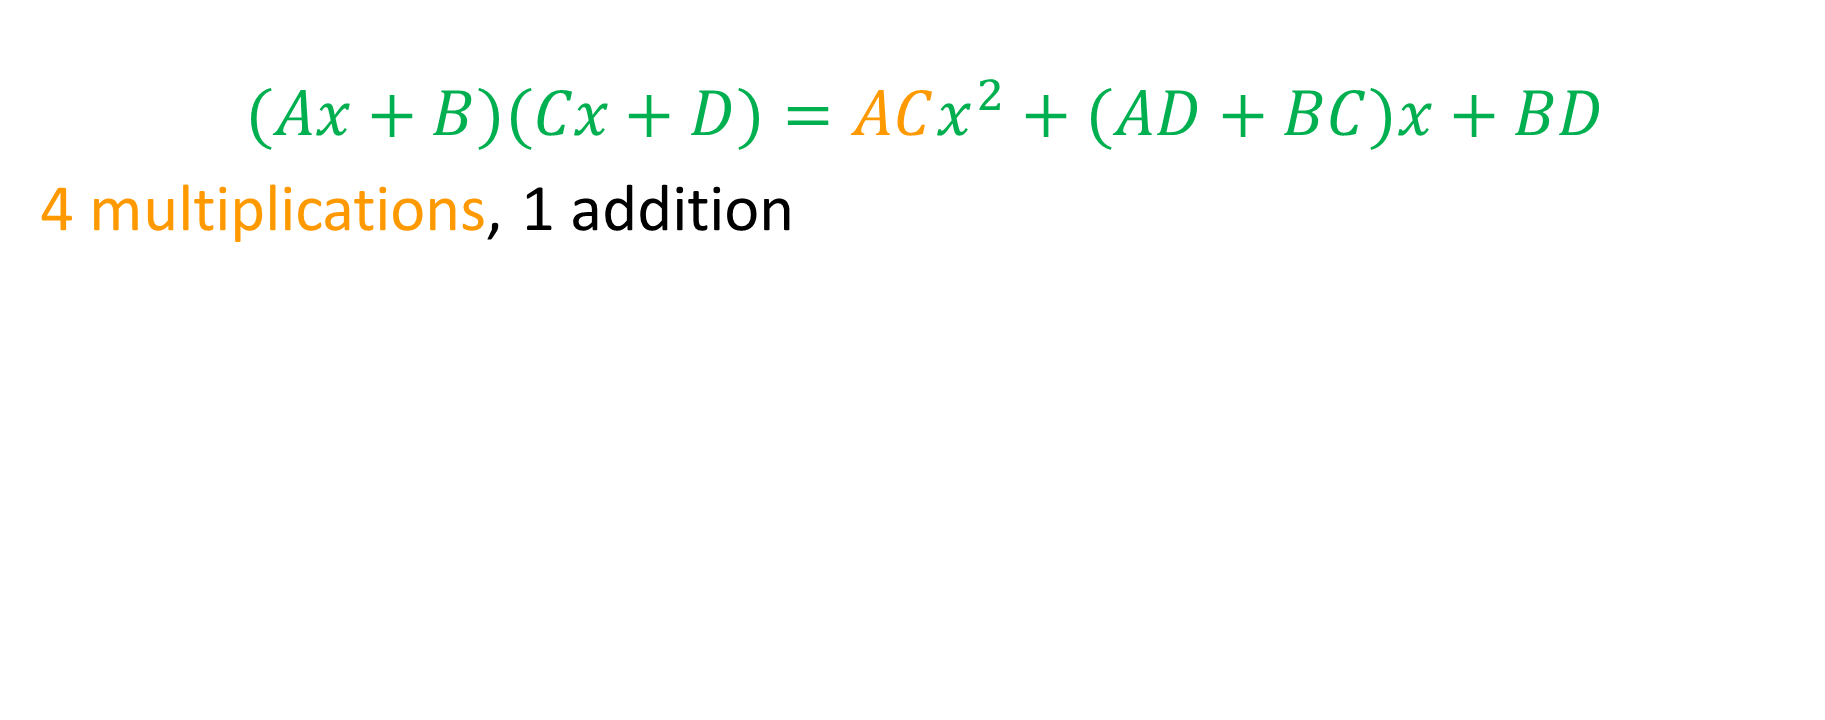 (Ax + B)(Cx + D) = ACx² + (AD + BC)x + BD
4 multiplications, 1 addition